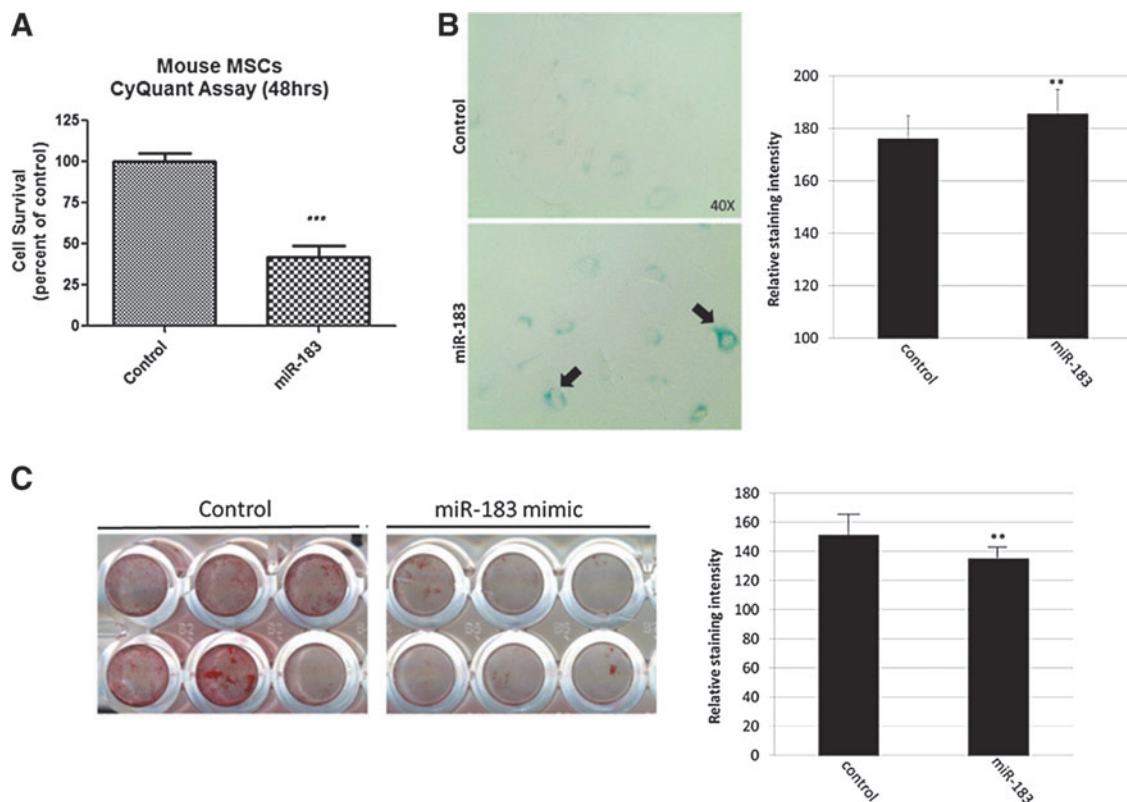 A
Mouse MSCs
CyQuant Assay (48hrs)
Cell Survival
(percent of control)
125
100
75
50
25
0
***
Control
miR-183
B
Control
40X
miR-183
Relative staining intensity
200
180
160
140
120
100
**
control
miR-183
C
Control
miR-183 mimic
Relative staining intensity
180
160
140
120
100
80
60
40
20
0
**
control
miR-183